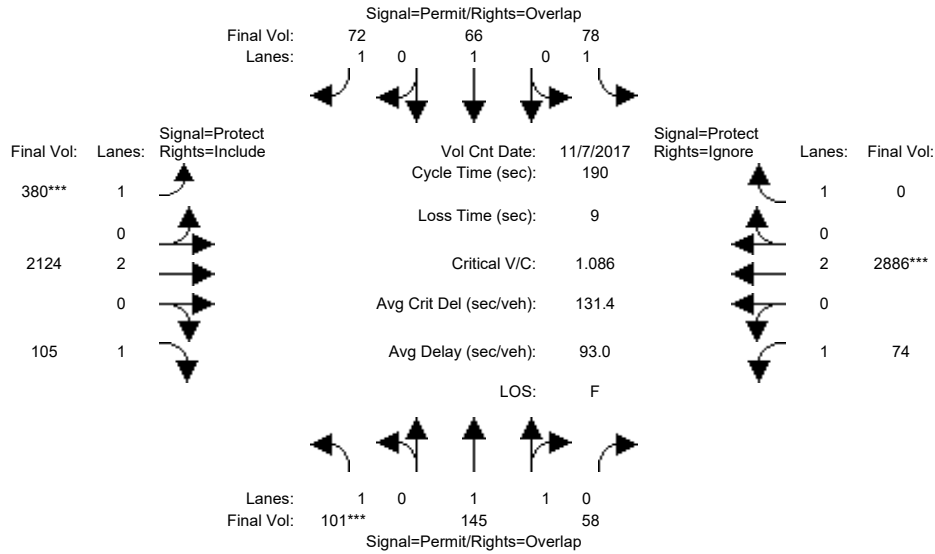 Signal=Permit/Rights=Overlap
Final Vol: 72 66 78
Lanes: 1 0 1 0 1
Signal=Protect Signal=Protect
Final Vol: Lanes: Rights=Include Vol Cnt Date: 11/7/2017 Rights=Ignore Lanes: Final Vol:
Cycle Time (sec): 190
380*** 1 1 0
Loss Time (sec): 9
0 0
2124 2 Critical V/C: 1.086 2 2886***
0 Avg Crit Del (sec/veh): 131.4 0
105 1 Avg Delay (sec/veh): 93.0 1 74
LOS: F
Lanes: 1 0 1 1 0
Final Vol: 101*** 145 58
Signal=Permit/Rights=Overlap